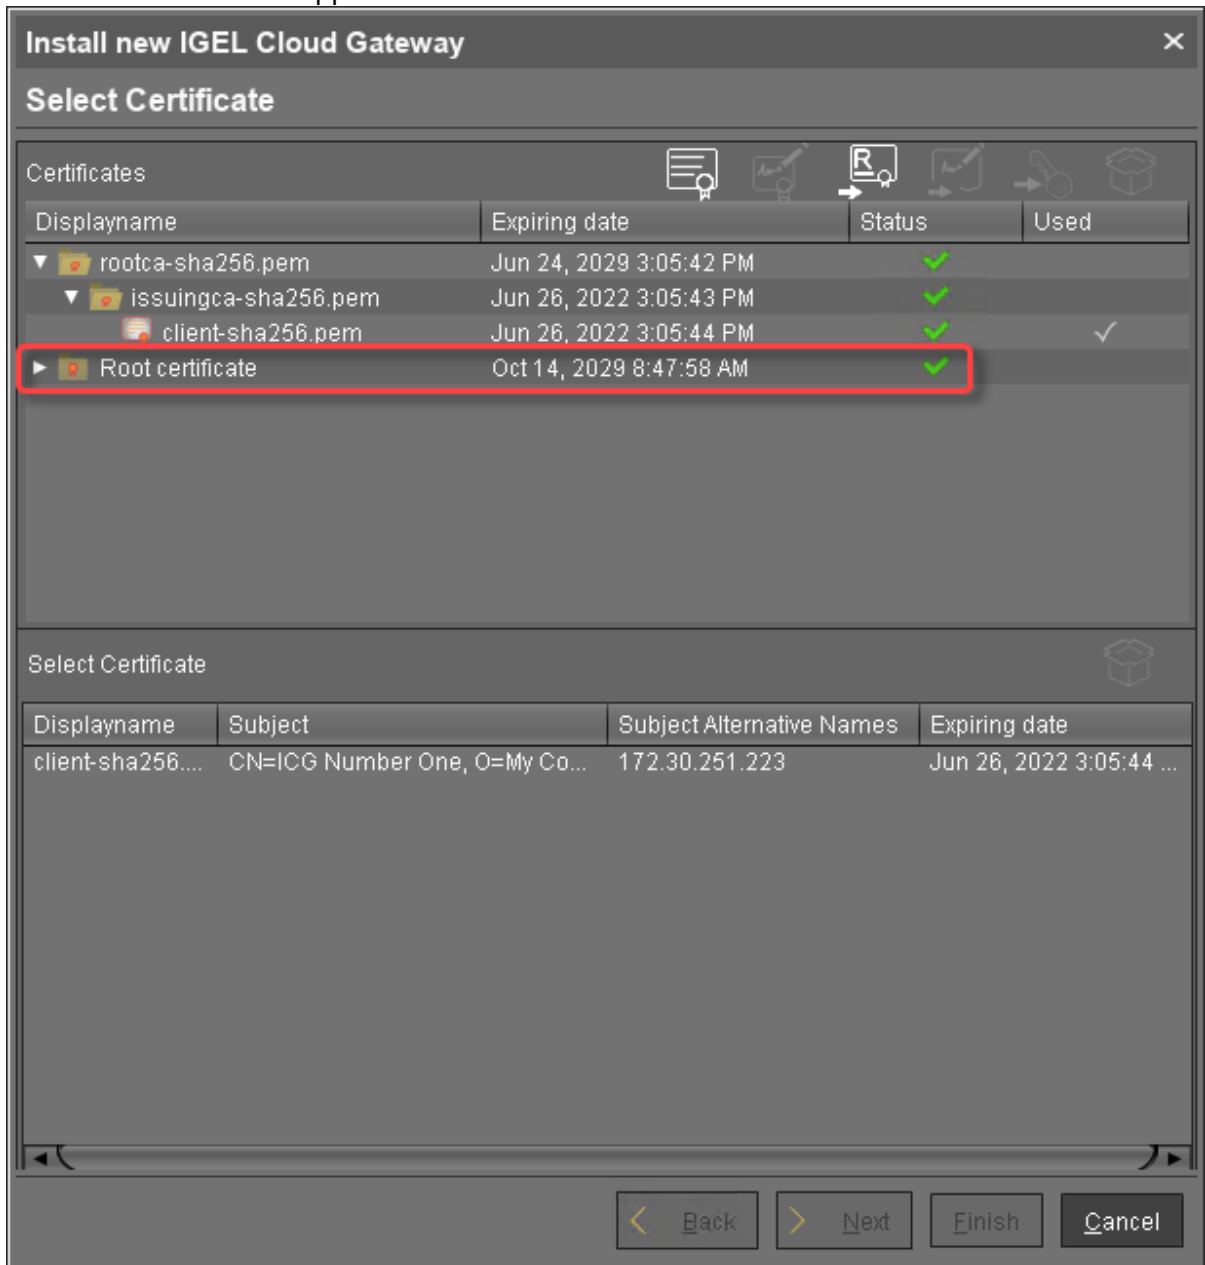 Install new IGEL Cloud Gateway
Select Certificate
Certificates
Displayname Expiring date Status Used
rootca-sha256.pem Jun 24, 2029 3:05:42 PM
issuingca-sha256.pem Jun 26, 2022 3:05:43 PM
client-sha256.pem Jun 26, 2022 3:05:44 PM
Root certificate Oct 14, 2029 8:47:58 AM
Select Certificate
Displayname Subject Subject Alternative Names Expiring date
client-sha256.... CN=ICG Number One, O=My Co... 172.30.251.223 Jun 26, 2022 3:05:44 ...
Back Next Finish Cancel